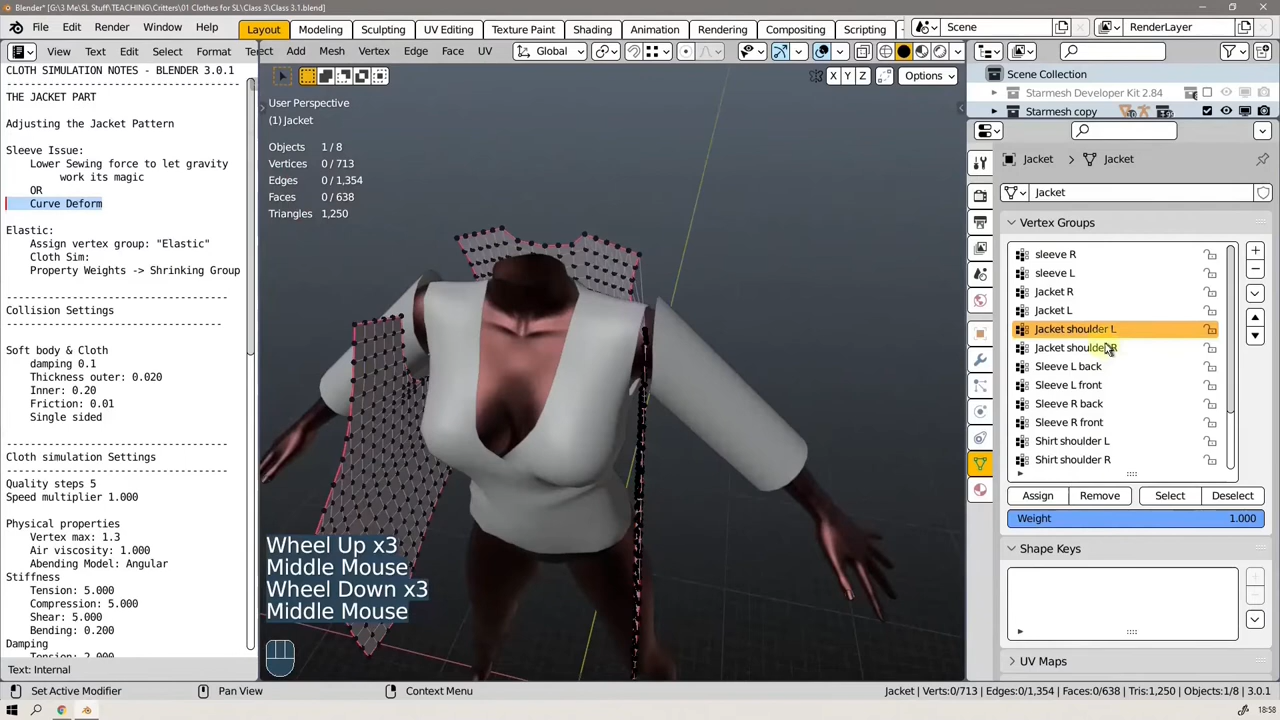 Blender* [G:\3 Me\SL Stuff\TEACHING\Critters\01 Clothes for SL\Class 3\Class 3.1.blend]
File Edit Render Window Help Layout Modeling Sculpting UV Editing Texture Paint Shading Animation Rendering Compositing Scripting Scene RenderLayer
View Text Edit Select Format Add Mesh Vertex Edge Face UV Global
X Y Z Options
CLOTH SIMULATION NOTES - BLENDER 3.0.1
THE JACKET PART
Adjusting the Jacket Pattern
Sleeve Issue:
Lower Sewing force to let gravity
work its magic
OR
Curve Deform
Elastic:
Assign vertex group: "Elastic"
Cloth Sim:
Property Weights -> Shrinking Group
Collision Settings
Soft body & Cloth
damping 0.1
Thickness outer: 0.020
Inner: 0.20
Friction: 0.01
Single sided
Cloth simulation Settings
Quality steps 5
Speed multiplier 1.000
Physical properties
Vertex max: 1.3
Air viscosity: 1.000
Abending Model: Angular
Stiffness
Tension: 5.000
Compression: 5.000
Shear: 5.000
Bending: 0.200
Damping
Text: Internal
User Perspective
(1) Jacket
Objects 1 / 8
Vertices 0 / 713
Edges 0 / 1,354
Faces 0 / 638
Triangles 1,250
Wheel Up x3
Middle Mouse
Wheel Down x3
Middle Mouse
Scene Collection
Starmesh Developer Kit 2.84
Starmesh copy
Jacket Jacket
Jacket
Vertex Groups
sleeve R
sleeve L
Jacket R
Jacket L
Jacket shoulder L
Jacket shoulder R
Sleeve L back
Sleeve L front
Sleeve R back
Sleeve R front
Shirt shoulder L
Shirt shoulder R
Assign Remove Select Deselect
Weight 1.000
Shape Keys
UV Maps
Set Active Modifier Pan View Context Menu Jacket | Verts:0/713 | Edges:0/1,354 | Faces:0/638 | Tris:1,250 | Objects:1/8 | 3.0.1
18:58